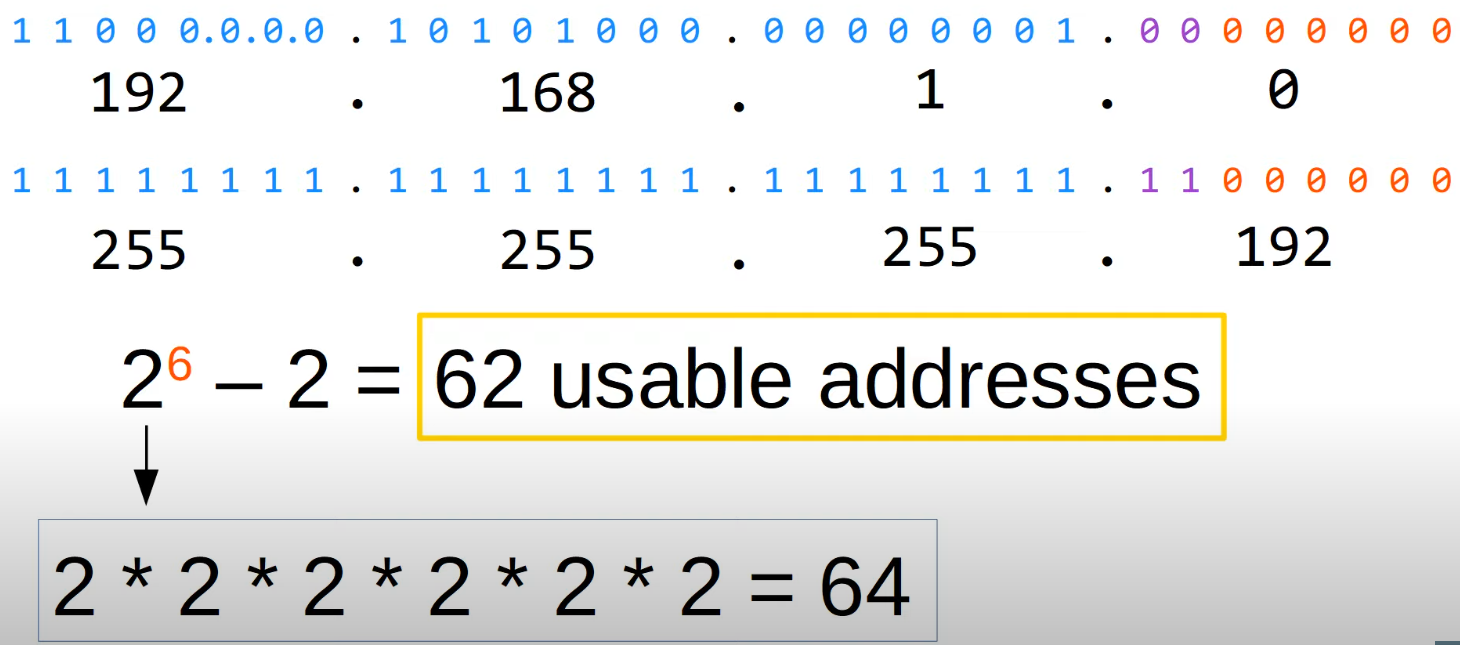 1 1 0 0 0.0.0.0 . 1 0 1 0 1 0 0 0 . 0 0 0 0 0 0 0 1 . 0 0 0 0 0 0 0 0
192 . 168 . 1 . 0
1 1 1 1 1 1 1 1 . 1 1 1 1 1 1 1 1 . 1 1 1 1 1 1 1 1 . 1 1 0 0 0 0 0 0
255 . 255 . 255 . 192
2⁶ – 2 = 62 usable addresses
2 * 2 * 2 * 2 * 2 * 2 = 64